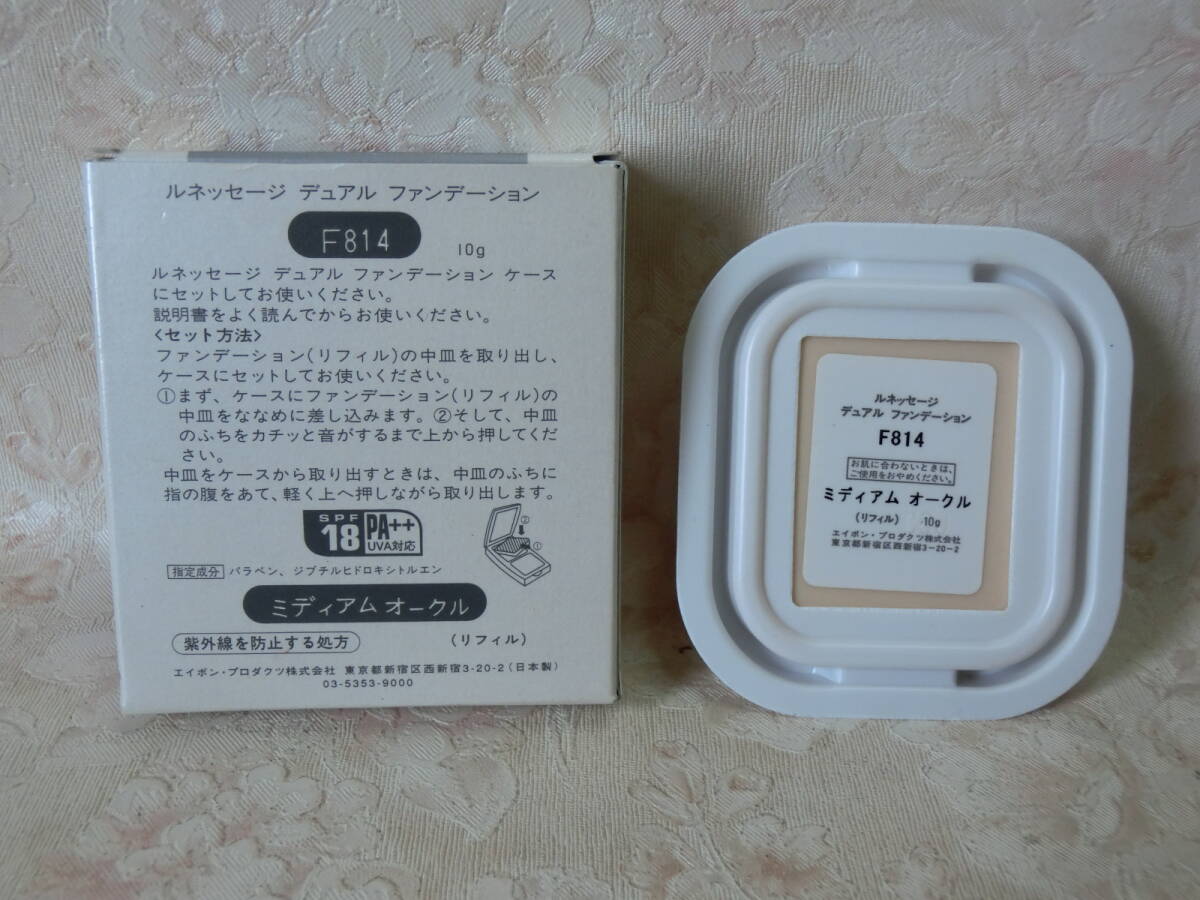 ルネッセージ デュアル ファンデーション
F814 10g
ルネッセージ デュアル ファンデーション ケース
にセットしてお使いください。
説明書をよく読んでからお使いください。
〈セット方法〉
ファンデーション(リフィル)の中皿を取り出し、
ケースにセットしてお使いください。
①まず、ケースにファンデーション(リフィル)の
中皿をななめに差し込みます。②そして、中皿
のふちをカチッと音がするまで上から押してくだ
さい。
中皿をケースから取り出すときは、中皿のふちに
指の腹をあて、軽く上へ押しながら取り出します。
SPF
18 PA++
UVA対応
② ①
指定成分 パラベン、ジブチルヒドロキシトルエン
ミディアム オークル
紫外線を防止する処方 (リフィル)
エイボン・プロダクツ株式会社 東京都新宿区西新宿3-20-2(日本製)
03-5353-9000
ルネッセージ
デュアル ファンデーション
F814
お肌に合わないときは、
ご使用をおやめください。
ミディアム オークル
(リフィル) 10g
エイボン・プロダクツ株式会社
東京都新宿区西新宿3-20-2